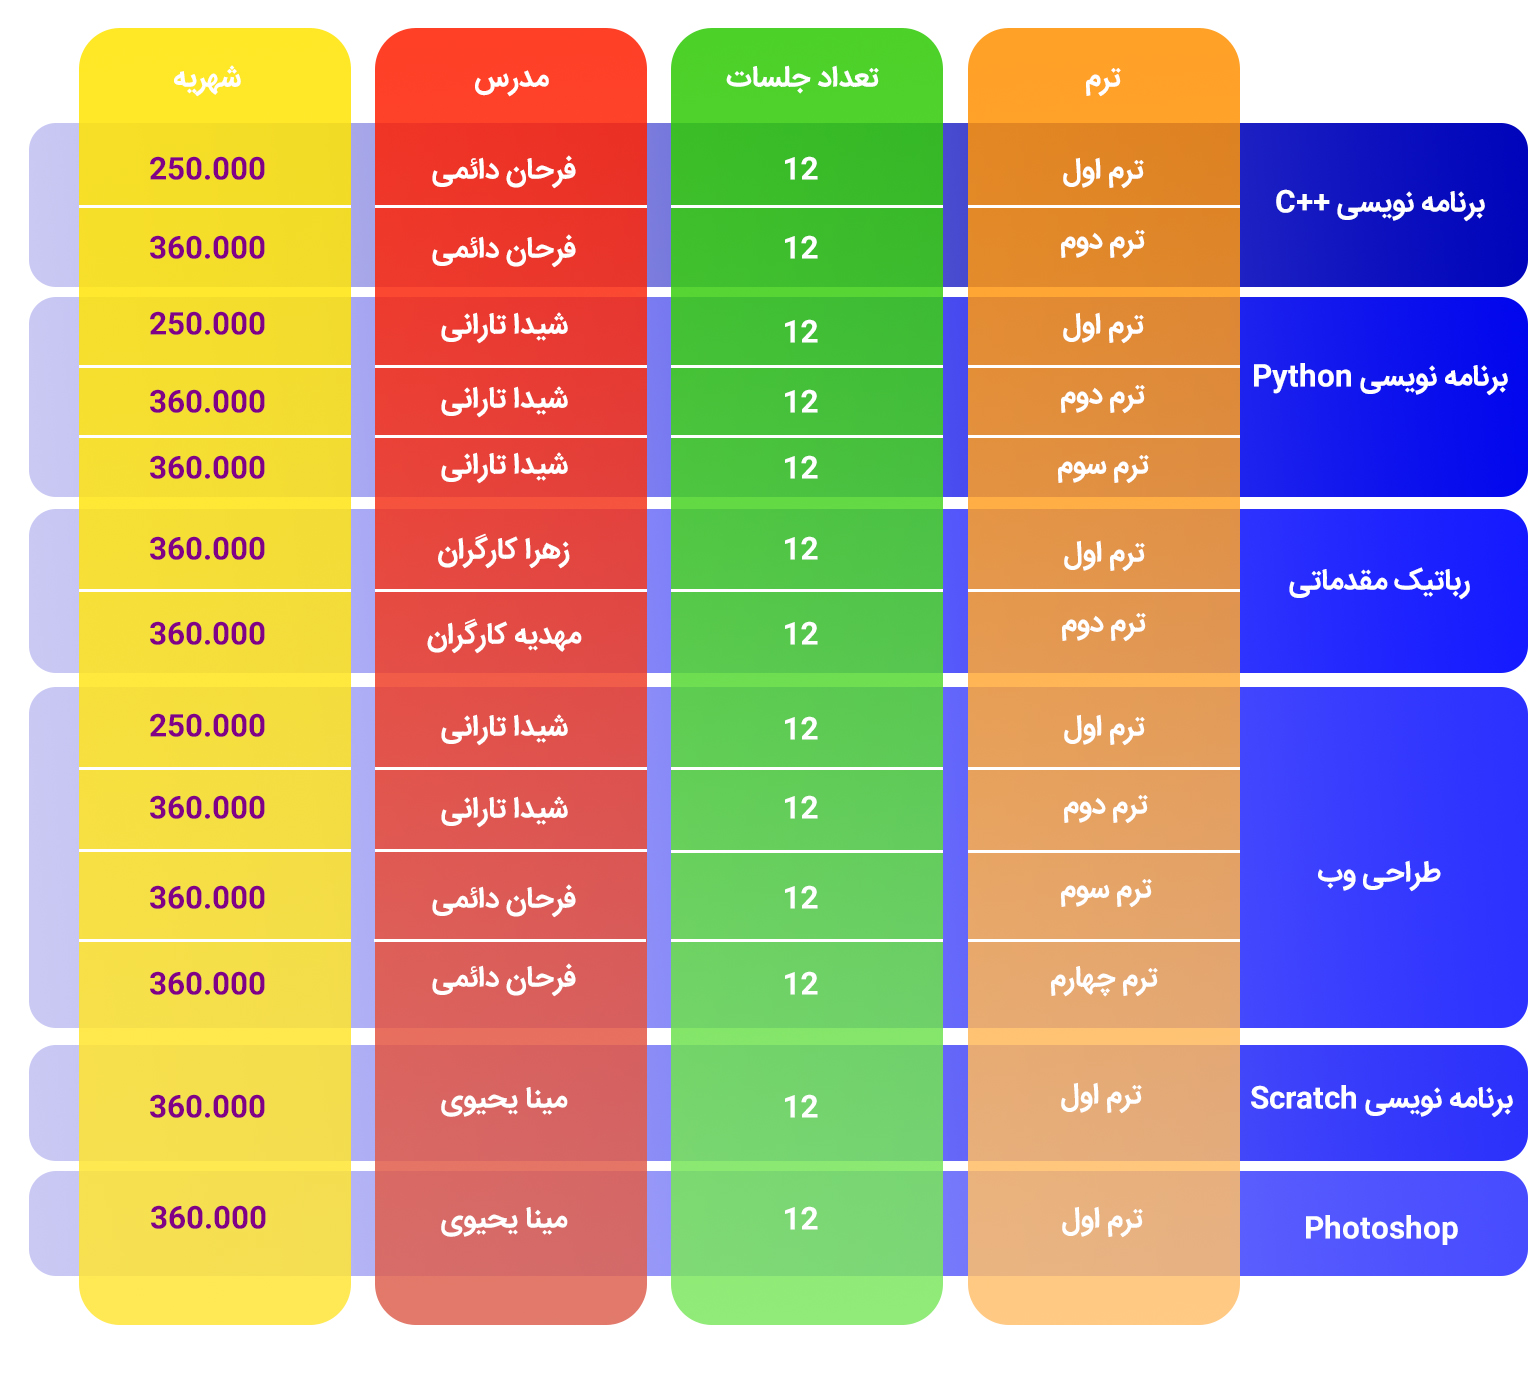 ترم تعداد جلسات مدرس شهریه
برنامه نویسی C++
ترم اول 12 فرحان دائمی 250.000
ترم دوم 12 فرحان دائمی 360.000
برنامه نویسی Python
ترم اول 12 شیدا تارانی 250.000
ترم دوم 12 شیدا تارانی 360.000
ترم سوم 12 شیدا تارانی 360.000
رباتیک مقدماتی
ترم اول 12 زهرا کارگران 360.000
ترم دوم 12 مهدیه کارگران 360.000
طراحی وب
ترم اول 12 شیدا تارانی 250.000
ترم دوم 12 شیدا تارانی 360.000
ترم سوم 12 فرحان دائمی 360.000
ترم چهارم 12 فرحان دائمی 360.000
برنامه نویسی Scratch
ترم اول 12 مینا یحیوی 360.000
Photoshop
ترم اول 12 مینا یحیوی 360.000